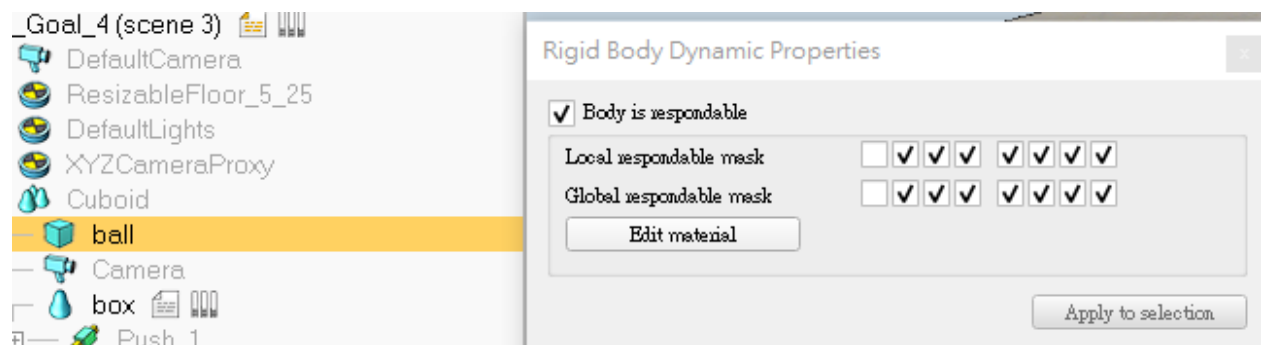 _Goal_4 (scene 3)
DefaultCamera
ResizableFloor_5_25
DefaultLights
XYZCameraProxy
Cuboid
ball
Camera
box
Push_1
Rigid Body Dynamic Properties
x
Body is respondable
Local respondable mask
Global respondable mask
Edit material
Apply to selection